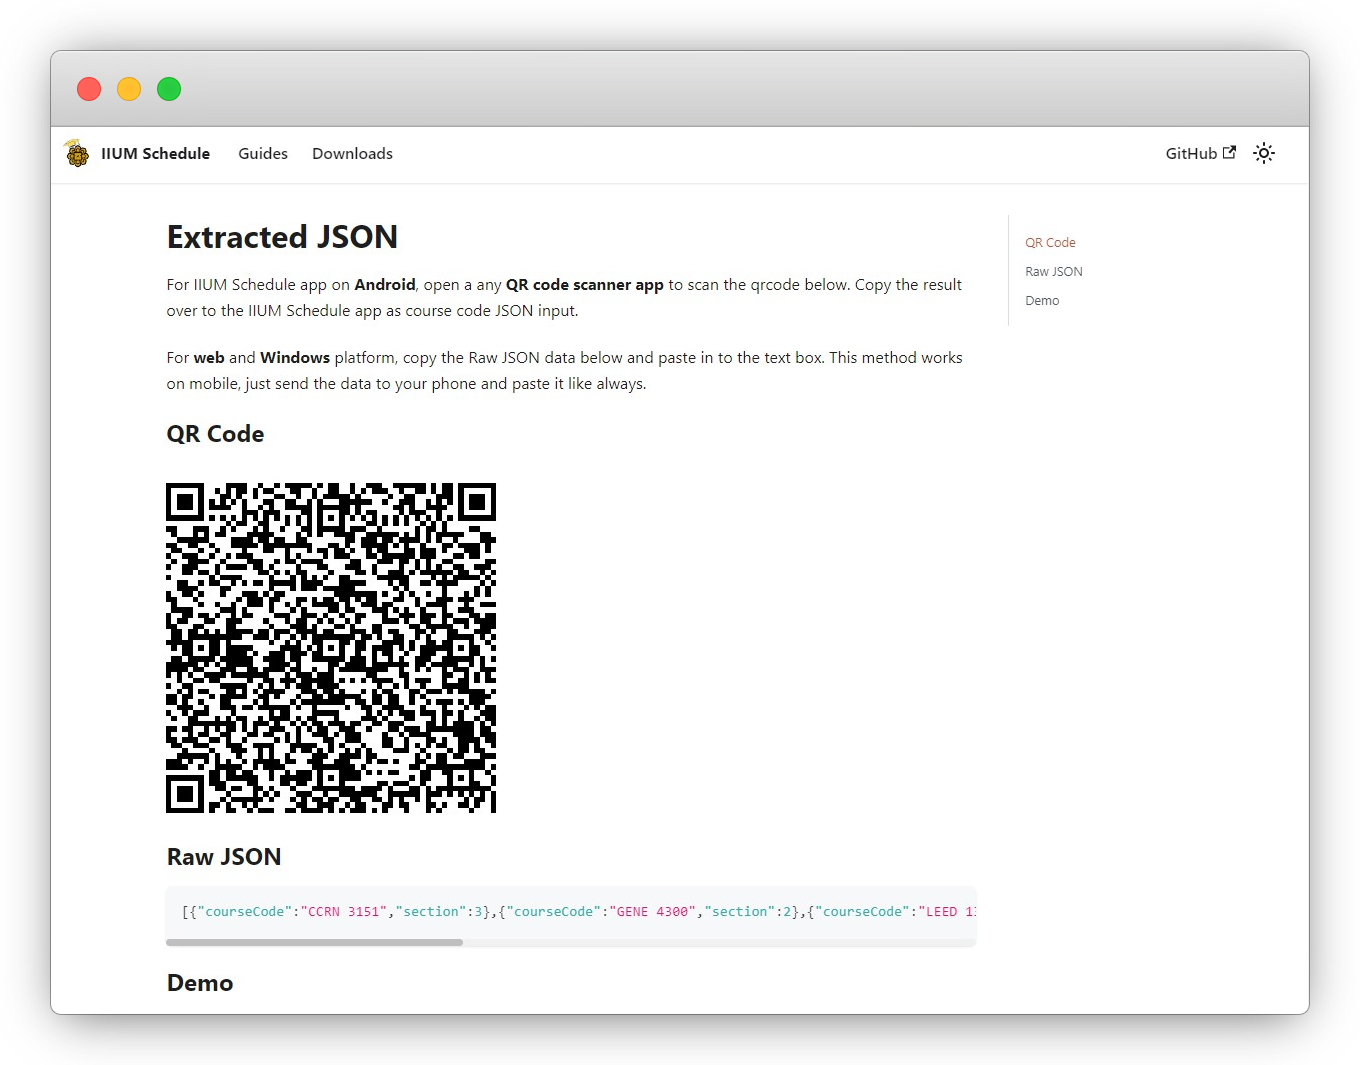 IIUM Schedule Guides Downloads GitHub
Extracted JSON
For IIUM Schedule app on Android, open a any QR code scanner app to scan the qrcode below. Copy the result
over to the IIUM Schedule app as course code JSON input.
For web and Windows platform, copy the Raw JSON data below and paste in to the text box. This method works
on mobile, just send the data to your phone and paste it like always.
QR Code
Raw JSON
[{"courseCode":"CCRN 3151","section":3},{"courseCode":"GENE 4300","section":2},{"courseCode":"LEED 1
Demo
QR Code
Raw JSON
Demo